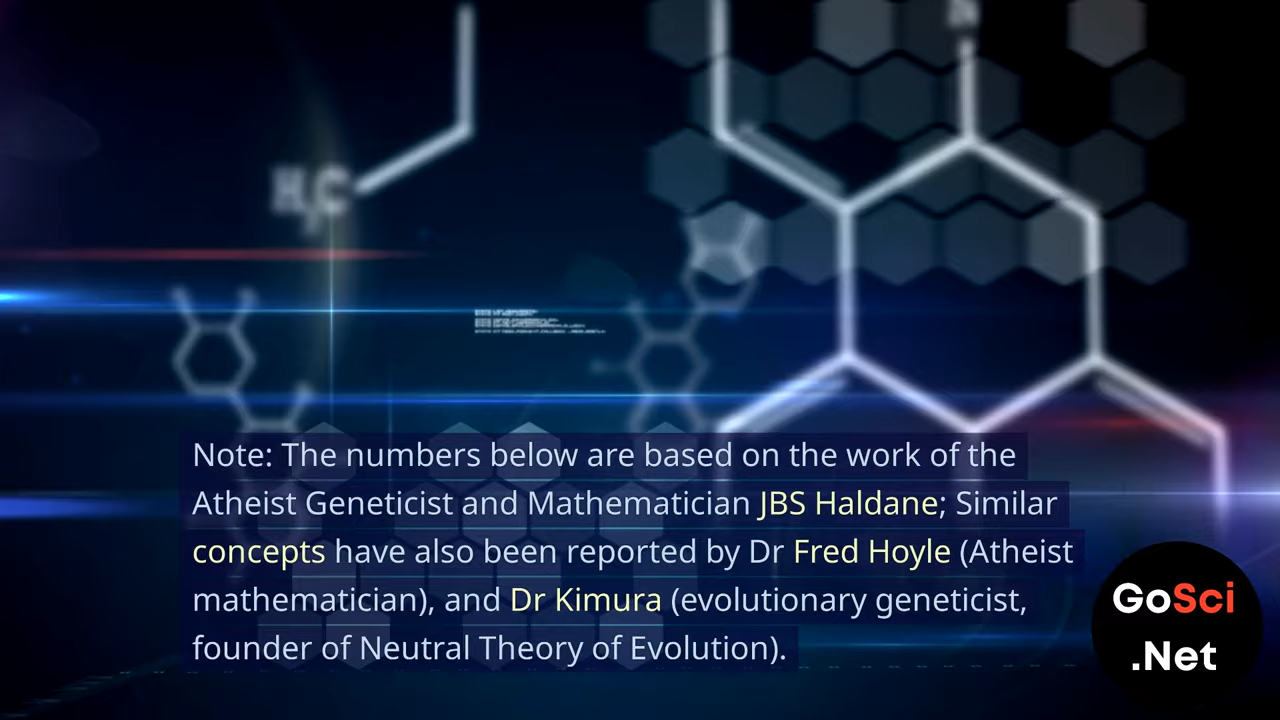 H₃C
Note: The numbers below are based on the work of the
Atheist Geneticist and Mathematician JBS Haldane; Similar
concepts have also been reported by Dr Fred Hoyle (Atheist
mathematician), and Dr Kimura (evolutionary geneticist,
founder of Neutral Theory of Evolution).
GoSci
.Net